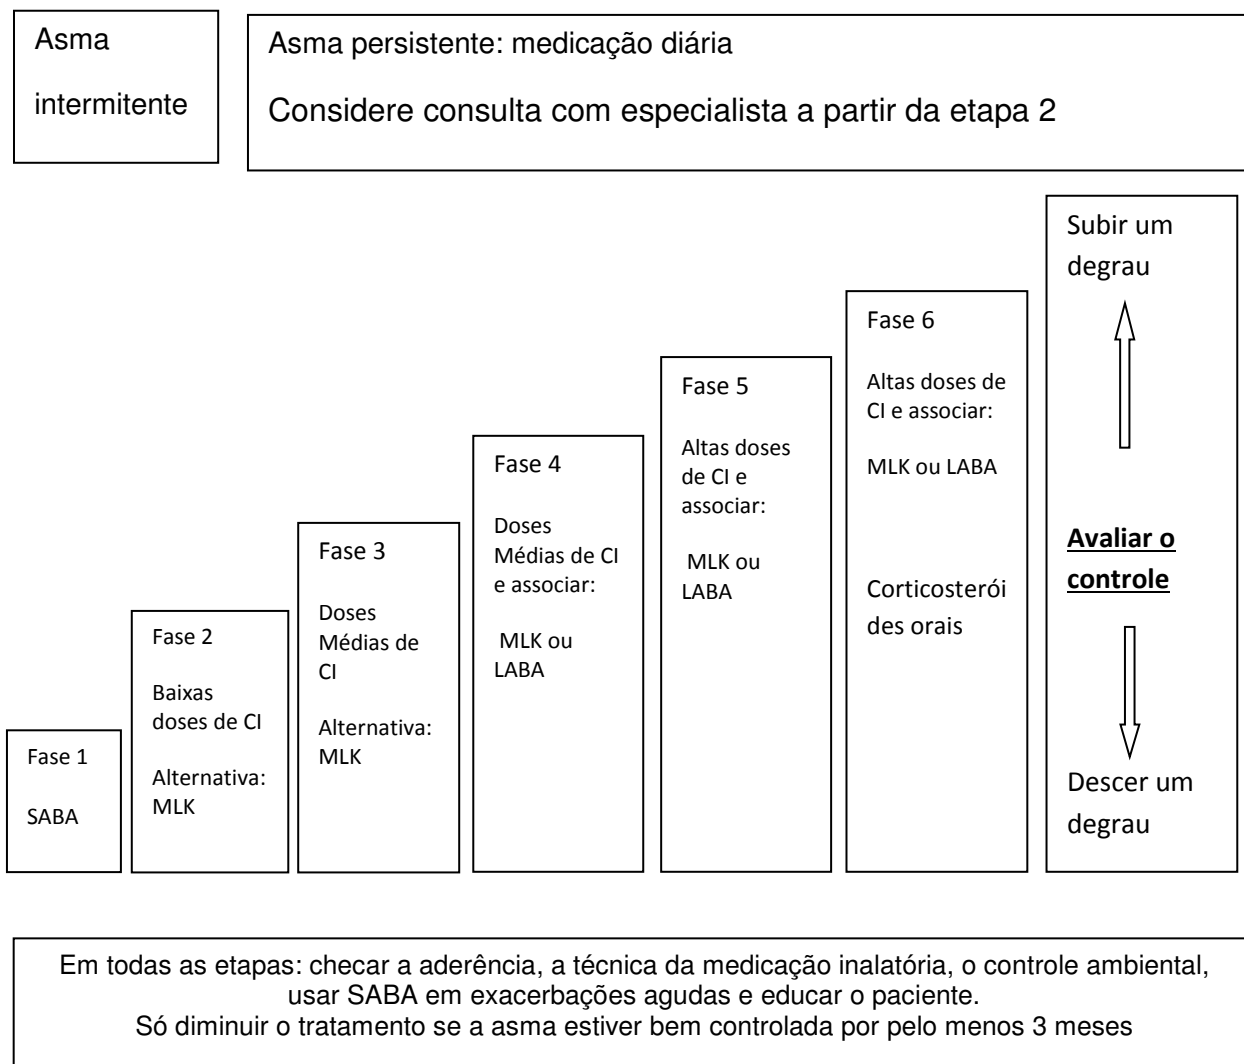 Asma
intermitente
Asma persistente: medicação diária
Considere consulta com especialista a partir da etapa 2
Fase 1
SABA
Fase 2
Baixas
doses de CI
Alternativa:
MLK
Fase 3
Doses
Médias de
CI
Alternativa:
MLK
Fase 4
Doses
Médias de CI
e associar:
MLK ou
LABA
Fase 5
Altas doses
de CI e
associar:
MLK ou
LABA
Fase 6
Altas doses de
CI e associar:
MLK ou LABA
Corticosterói
des orais
Subir um
degrau
Avaliar o
controle
Descer um
degrau
Em todas as etapas: checar a aderência, a técnica da medicação inalatória, o controle ambiental,
usar SABA em exacerbações agudas e educar o paciente.
Só diminuir o tratamento se a asma estiver bem controlada por pelo menos 3 meses